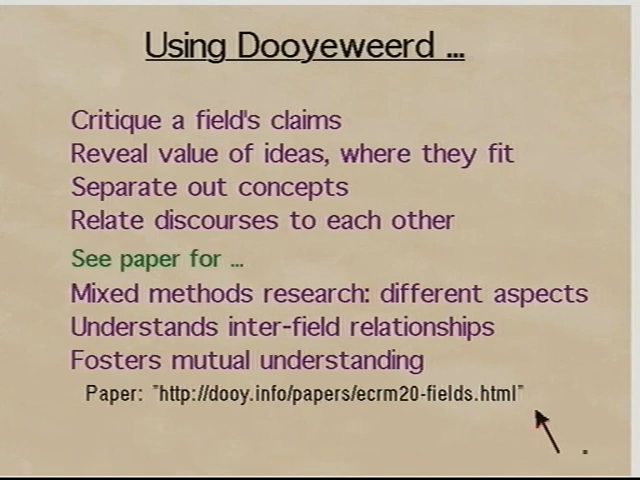 Using Dooyeweerd ...
Critique a field's claims
Reveal value of ideas, where they fit
Separate out concepts
Relate discourses to each other
See paper for ...
Mixed methods research: different aspects
Understands inter-field relationships
Fosters mutual understanding
Paper: "http://dooy.info/papers/ecrm20-fields.html"